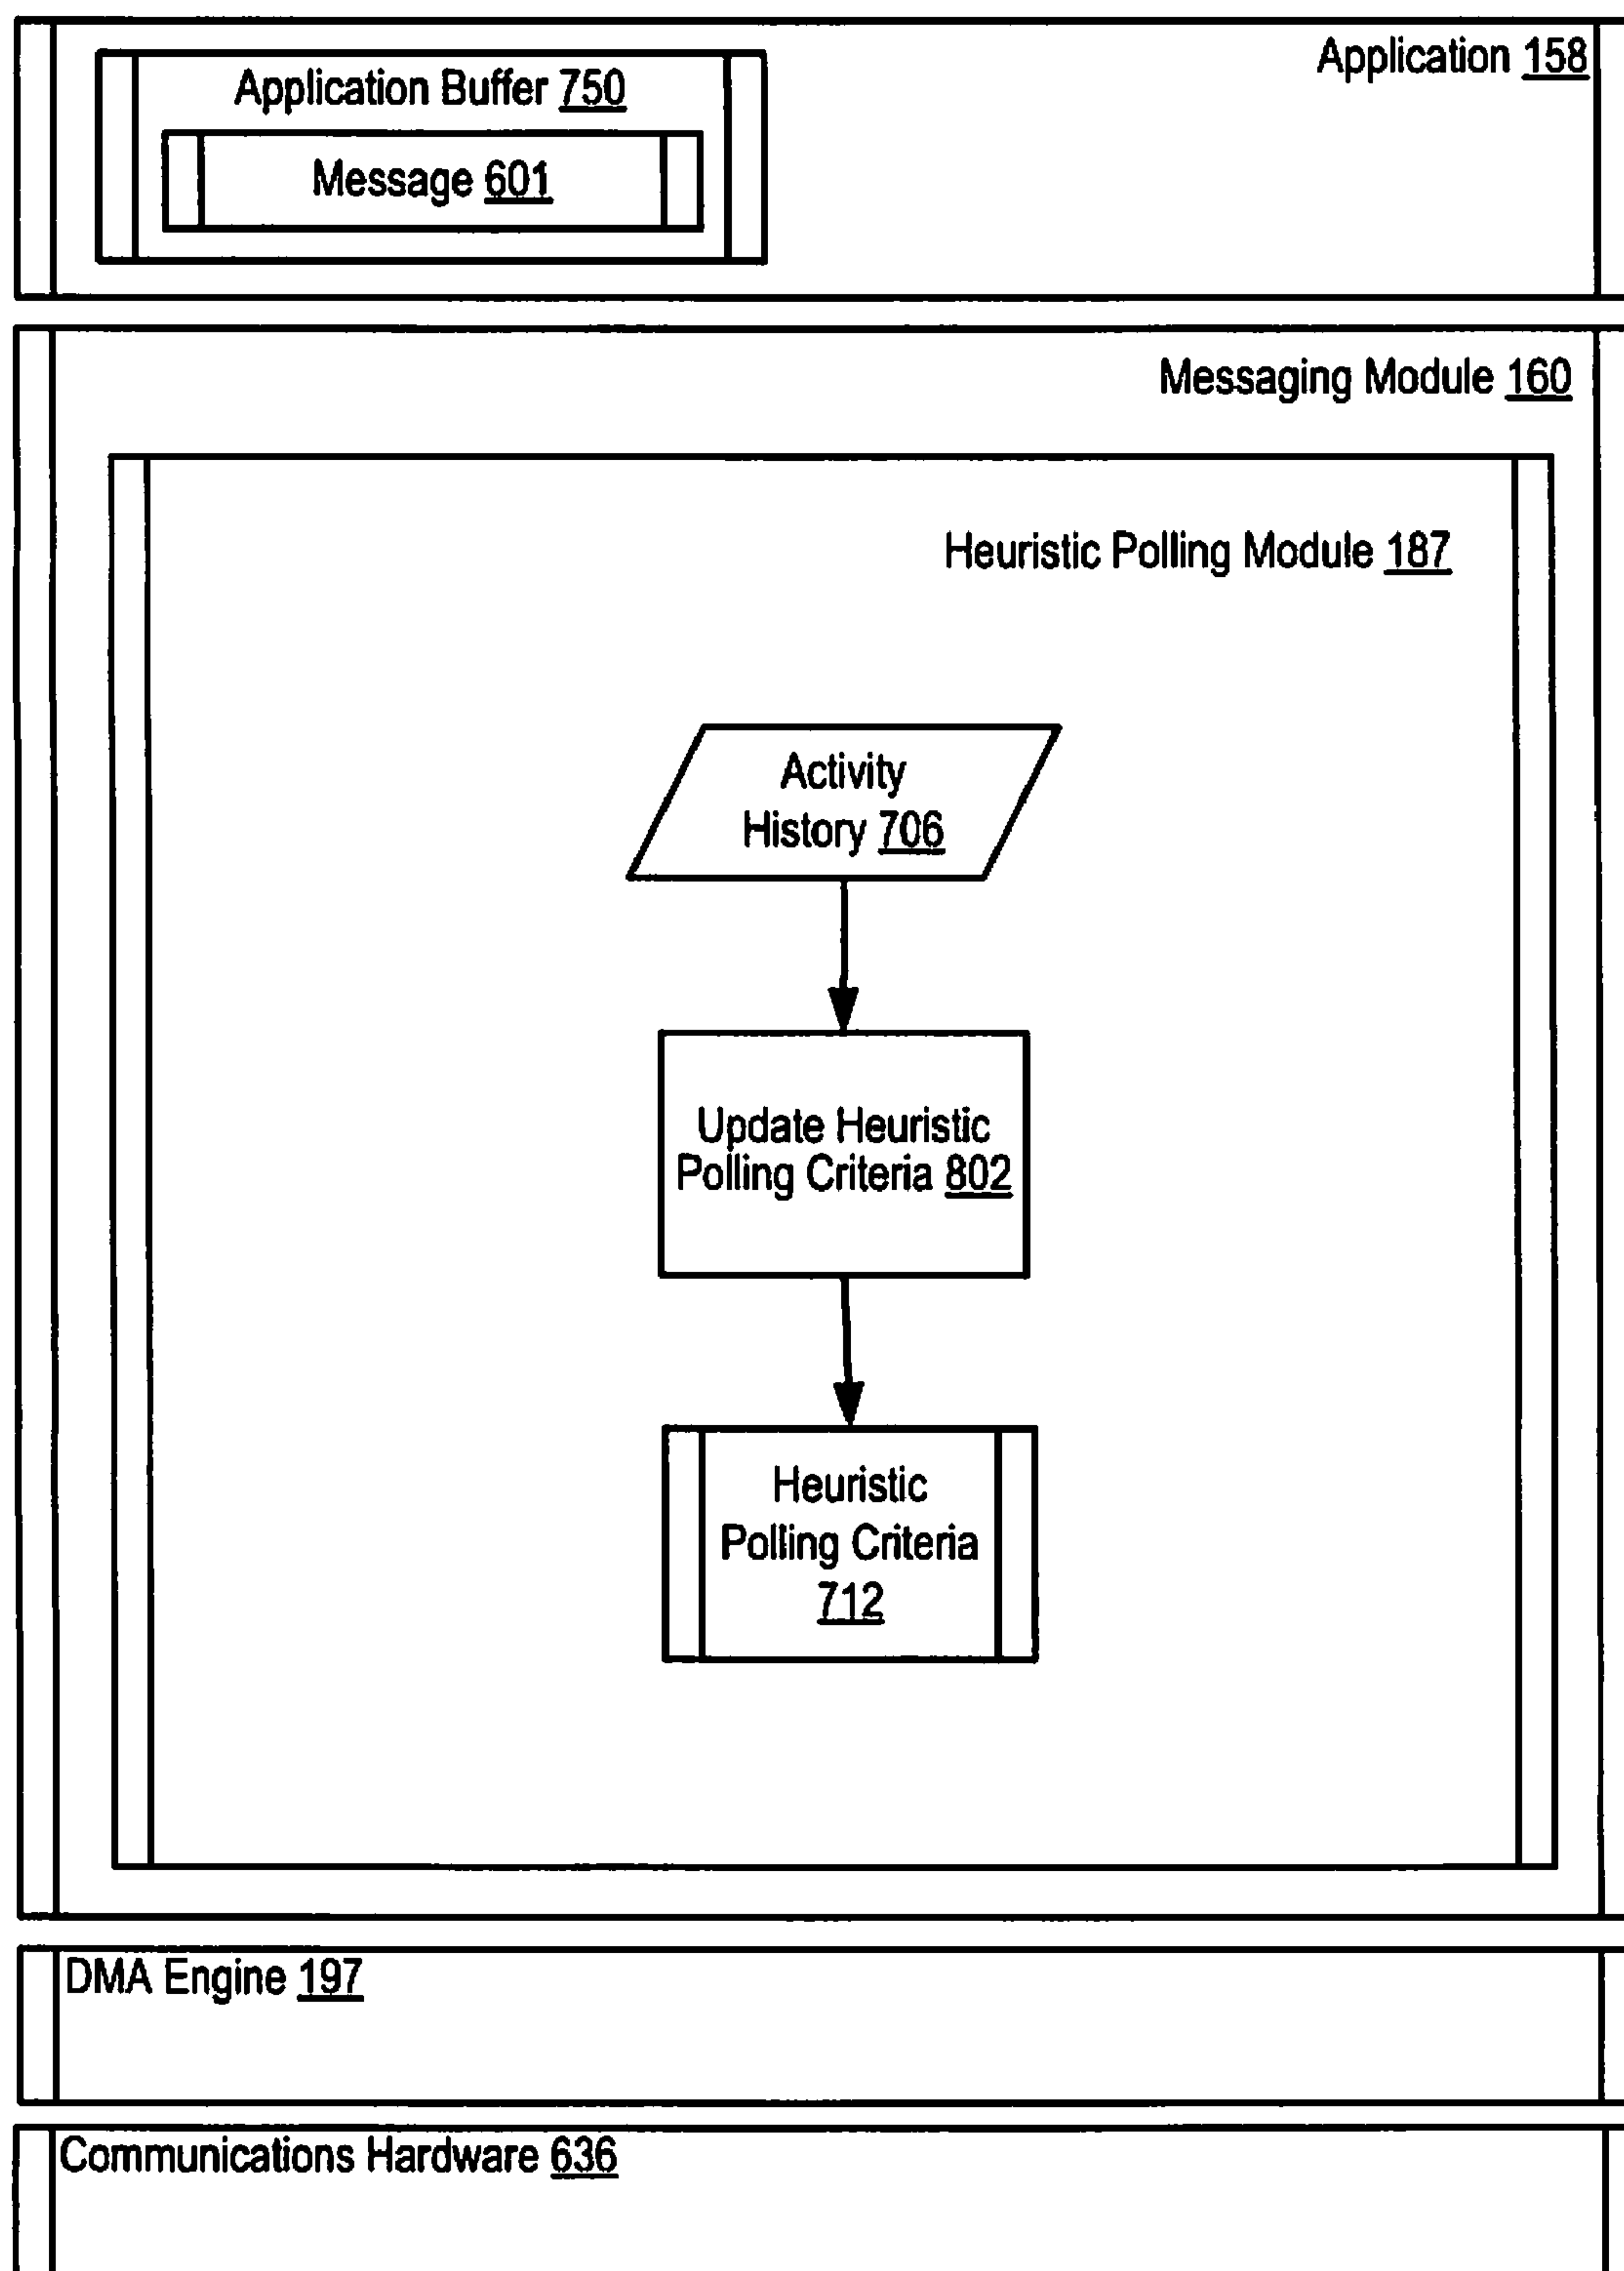 Application 158
Application Buffer 750
Message 601
Messaging Module 160
Heuristic Polling Module 187
Activity
History 706
Update Heuristic
Polling Criteria 802
Heuristic
Polling Criteria
712
DMA Engine 197
Communications Hardware 636